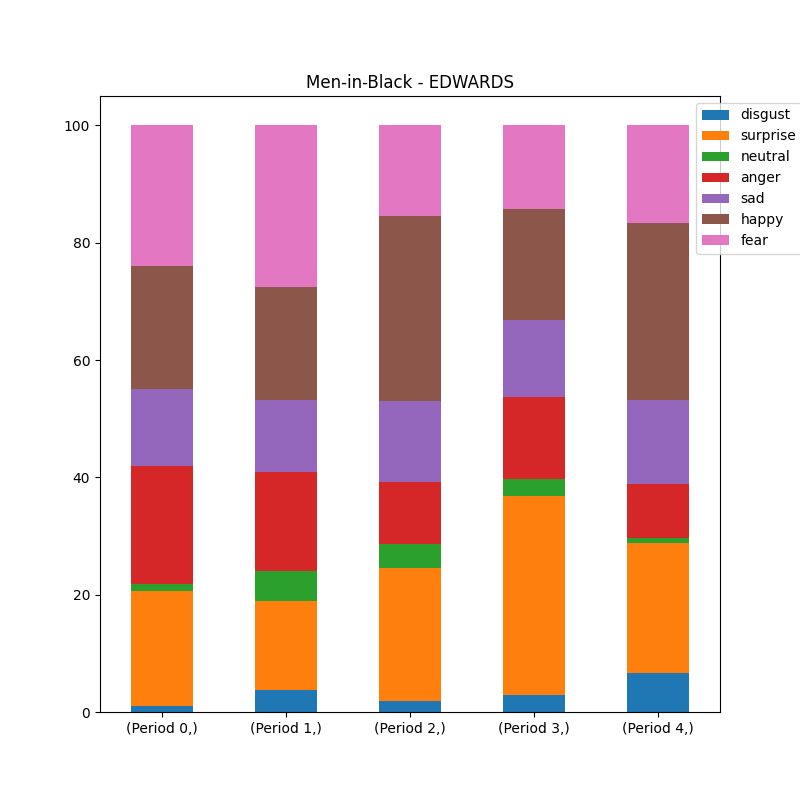 Men-in-Black - EDWARDS
disgust
surprise
neutral
anger
sad
happy
fear
100
80
60
40
20
0
(Period 0,) (Period 1,) (Period 2,) (Period 3,) (Period 4,)